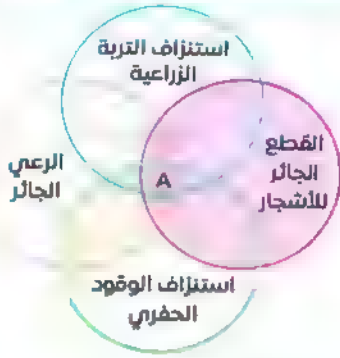 استنزاف التربة
الزراعية
القطع
الجائر
للأشجار
الرعي
الجائر
A
استنزاف الوقود
الحفري